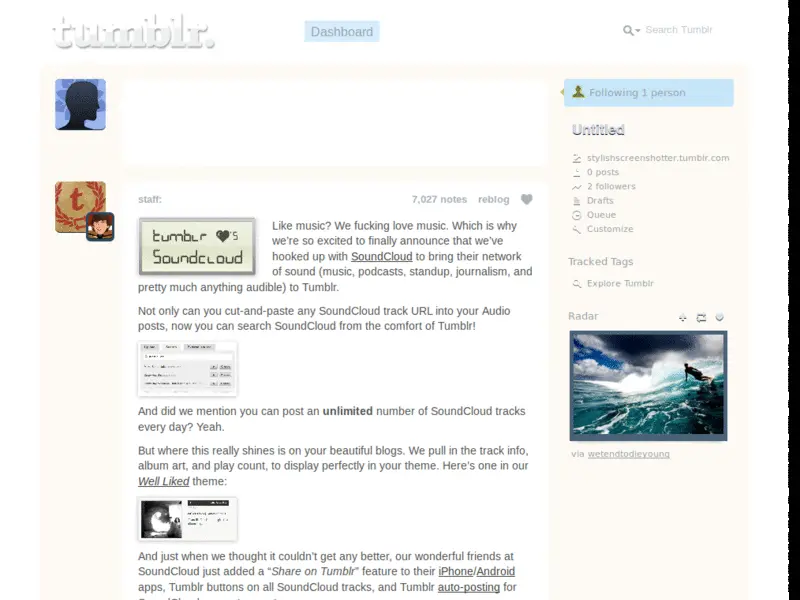 tumblr.
Dashboard
Search Tumblr
Following 1 person
Untitled
stylishscreenshotter.tumblr.com
0 posts
2 followers
Drafts
Queue
Customize
Tracked Tags
Explore Tumblr
Radar
via wetendtodieyoung
staff:
7,027 notes reblog
tumblr ♥'s
Soundcloud
Like music? We fucking love music. Which is why
we're so excited to finally announce that we've
hooked up with SoundCloud to bring their network
of sound (music, podcasts, standup, journalism, and
pretty much anything audible) to Tumblr.
Not only can you cut-and-paste any SoundCloud track URL into your Audio
posts, now you can search SoundCloud from the comfort of Tumblr!
And did we mention you can post an unlimited number of SoundCloud tracks
every day? Yeah.
But where this really shines is on your beautiful blogs. We pull in the track info,
album art, and play count, to display perfectly in your theme. Here's one in our
Well Liked theme:
And just when we thought it couldn't get any better, our wonderful friends at
SoundCloud just added a “Share on Tumblr” feature to their iPhone/Android
apps, Tumblr buttons on all SoundCloud tracks, and Tumblr auto-posting for